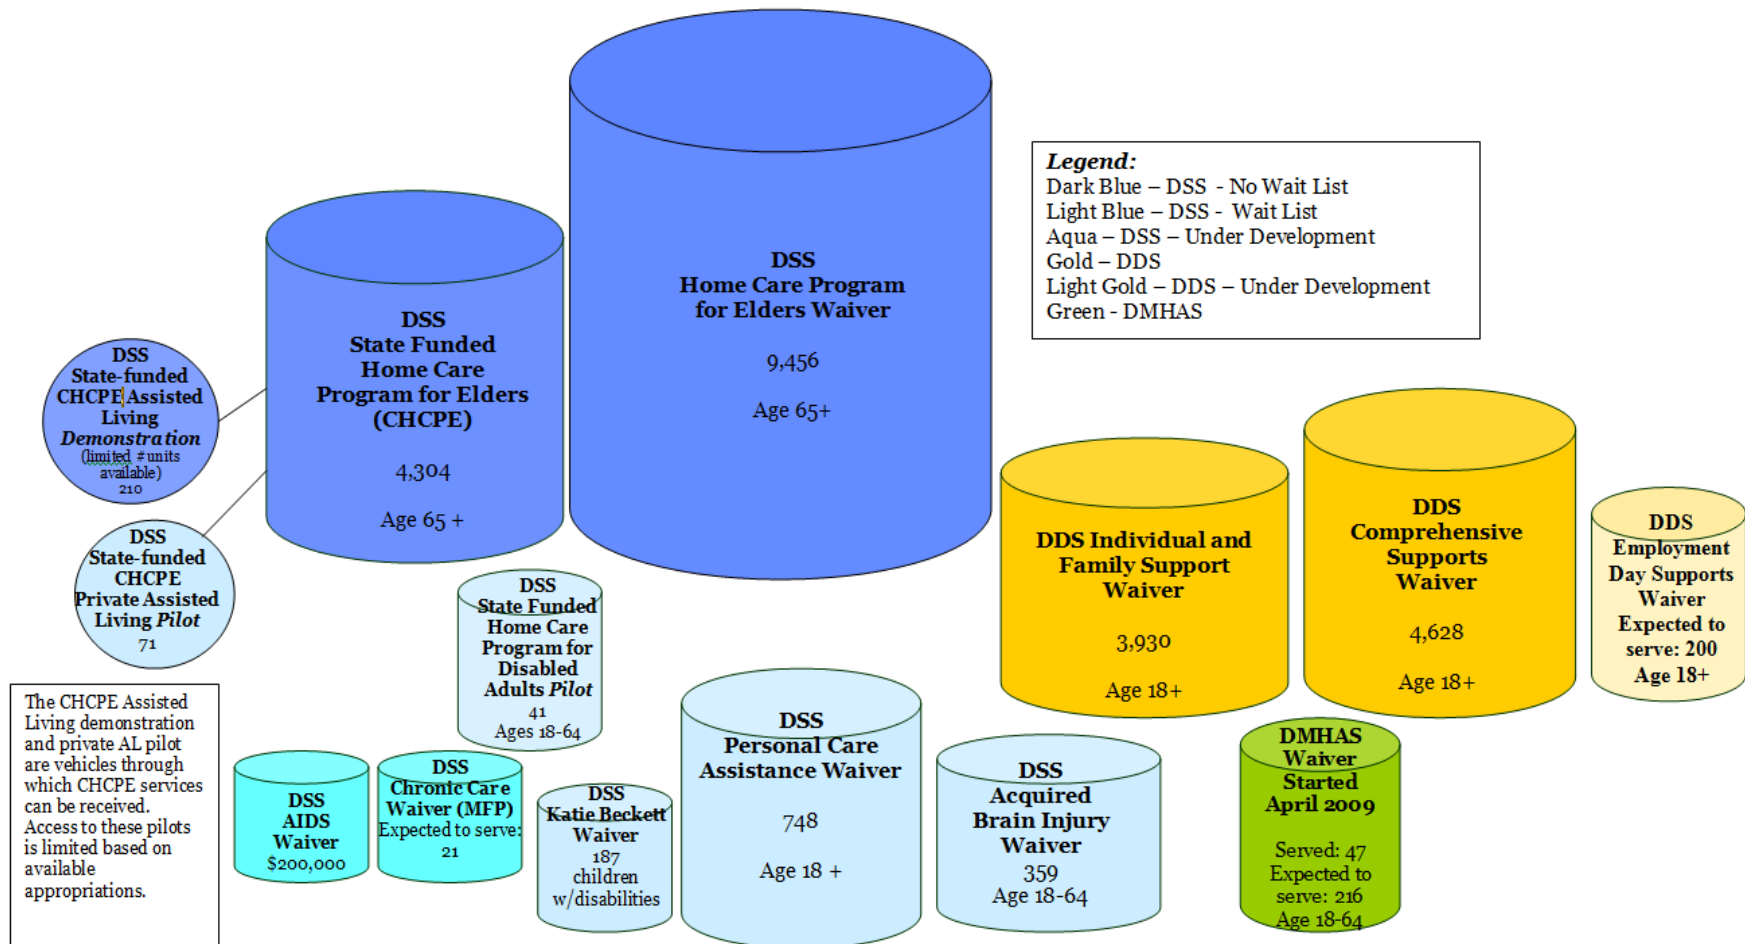 DSS
Home Care Program
for Elders Waiver
9,456
Age 65+
Legend:
Dark Blue – DSS  - No Wait List
Light Blue – DSS -  Wait List
Aqua – DSS – Under Development
Gold – DDS
Light Gold – DDS – Under Development
Green - DMHAS
DSS
State Funded
Home Care
Program for Elders
(CHCPE)
4,304
Age 65 +
DSS
State-funded
CHCPE Assisted
Living
Demonstration
(limited # units
available)
210
DSS
State-funded
CHCPE
Private Assisted
Living Pilot
71
DDS Individual and
Family Support
Waiver
3,930
Age 18+
DDS
Comprehensive
Supports
Waiver
4,628
Age 18+
DDS
Employment
Day Supports
Waiver
Expected to
serve: 200
Age 18+
DSS
State Funded
Home Care
Program for
Disabled
Adults Pilot
41
Ages 18-64
The CHCPE Assisted
Living demonstration
and private AL pilot
are vehicles through
which CHCPE services
can be received.
Access to these pilots
is limited based on
available
appropriations.
DSS
AIDS
Waiver
$200,000
DSS
Chronic Care
Waiver (MFP)
Expected to serve:
21
DSS
Katie Beckett
Waiver
187
children
w/disabilities
DSS
Personal Care
Assistance Waiver
748
Age 18 +
DSS
Acquired
Brain Injury
Waiver
359
Age 18-64
DMHAS
Waiver
Started
April 2009
Served: 47
Expected to
serve: 216
Age 18-64